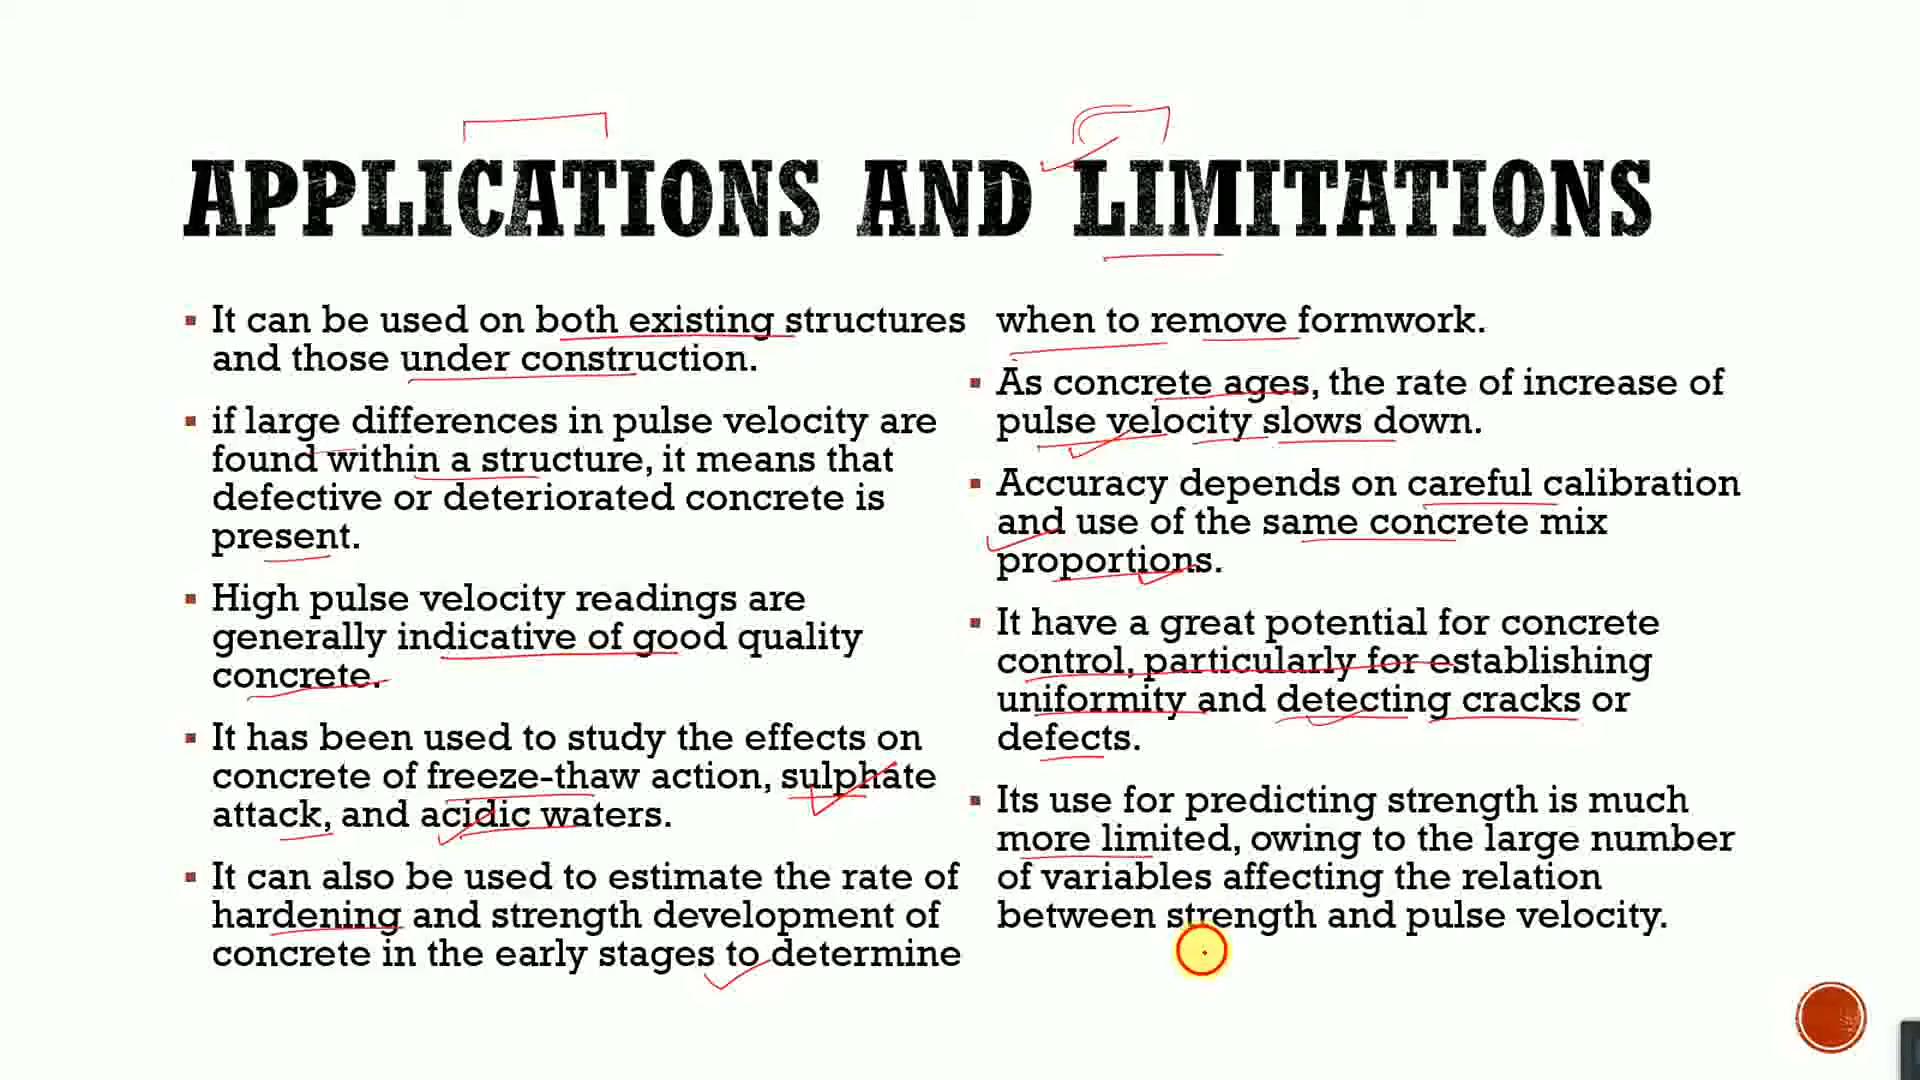 APPLICATIONS AND LIMITATIONS
▪ It can be used on both existing structures
and those under construction.
▪ if large differences in pulse velocity are
found within a structure, it means that
defective or deteriorated concrete is
present.
▪ High pulse velocity readings are
generally indicative of good quality
concrete.
▪ It has been used to study the effects on
concrete of freeze-thaw action, sulphate
attack, and acidic waters.
▪ It can also be used to estimate the rate of
hardening and strength development of
concrete in the early stages to determine
when to remove formwork.
▪ As concrete ages, the rate of increase of
pulse velocity slows down.
▪ Accuracy depends on careful calibration
and use of the same concrete mix
proportions.
▪ It have a great potential for concrete
control, particularly for establishing
uniformity and detecting cracks or
defects.
▪ Its use for predicting strength is much
more limited, owing to the large number
of variables affecting the relation
between strength and pulse velocity.